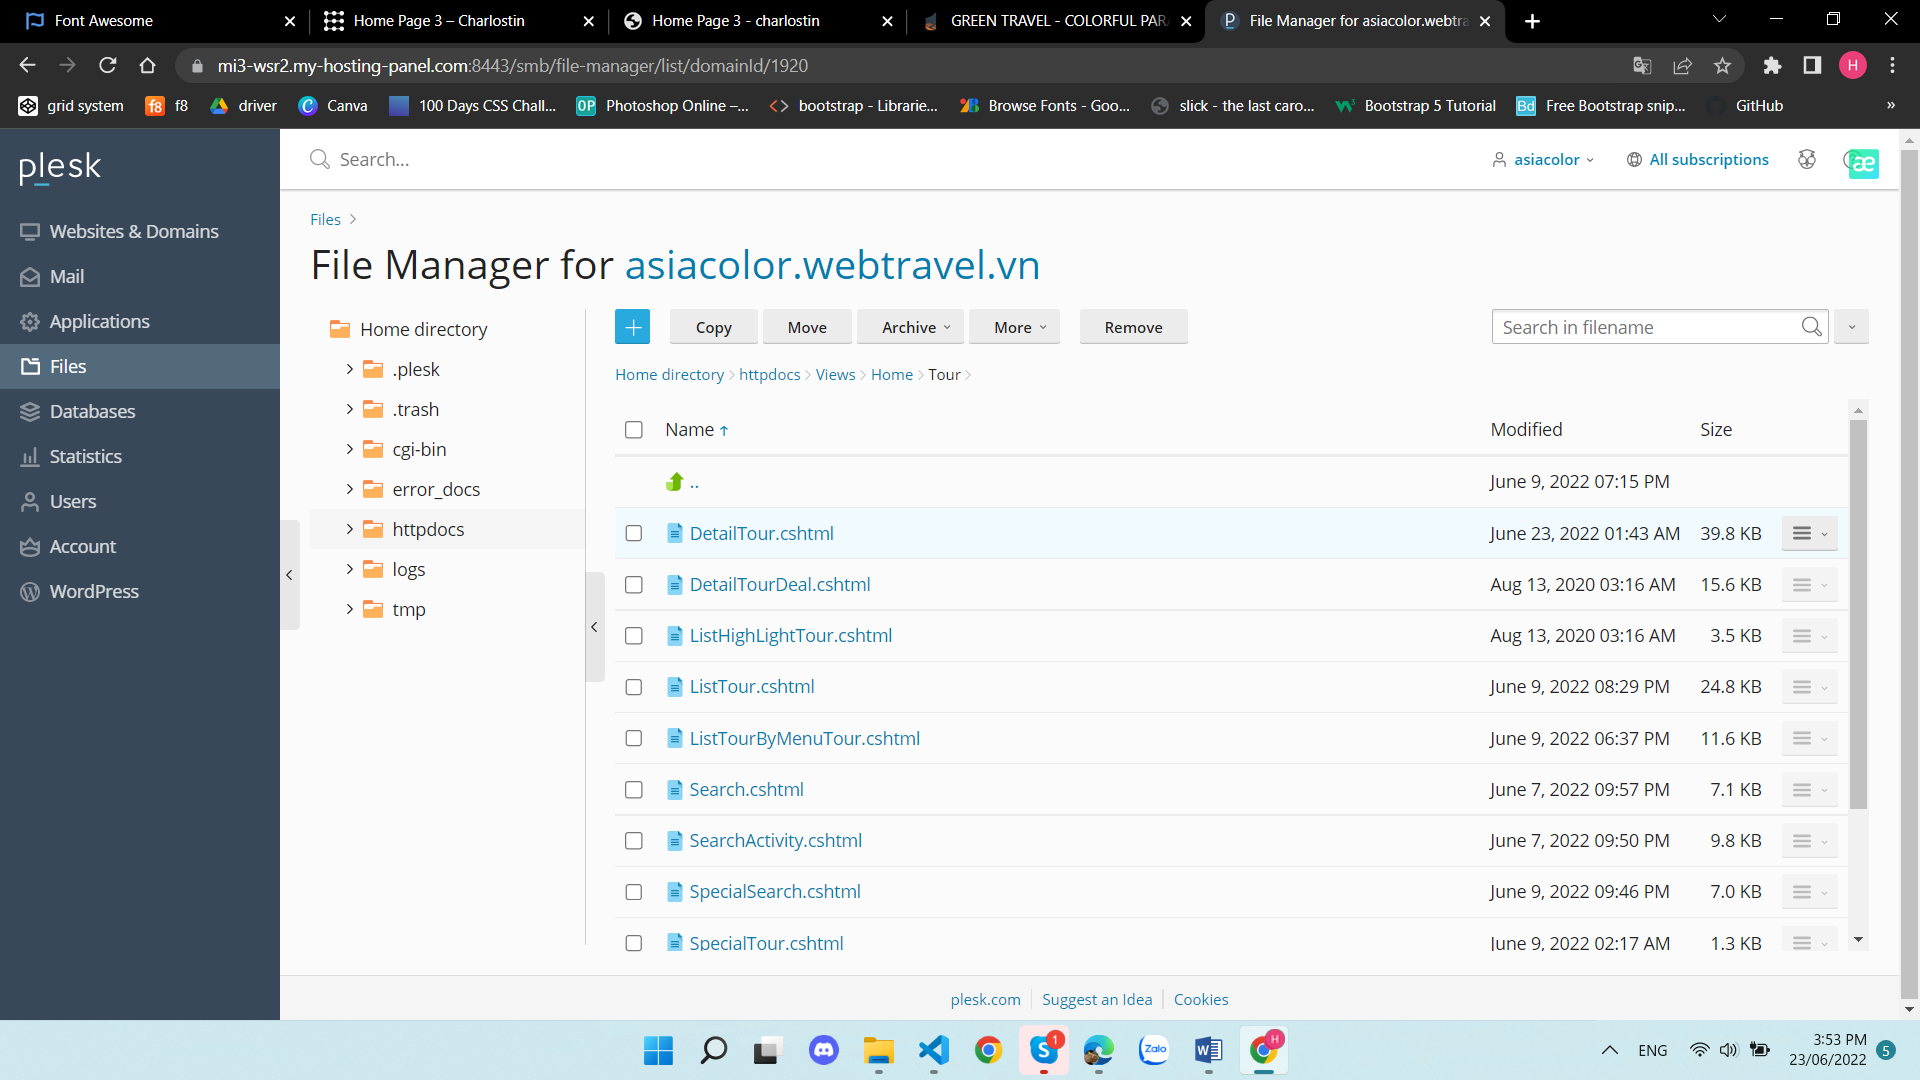 Font Awesome
Home Page 3 – Charlostin
Home Page 3 - charlostin
GREEN TRAVEL - COLORFUL PAR
File Manager for asiacolor.webtra
mi3-wsr2.my-hosting-panel.com:8443/smb/file-manager/list/domainId/1920
H
grid system
f8
f8
driver
Canva
100 Days CSS Chall...
OP
Photoshop Online –...
bootstrap - Librarie...
Browse Fonts - Goo...
slick - the last caro...
Bootstrap 5 Tutorial
Bd
Free Bootstrap snip...
GitHub
»
plesk
Search...
asiacolor
All subscriptions
æ
Websites & Domains
Mail
Applications
Files
Databases
Statistics
Users
Account
WordPress
Files
File Manager for asiacolor.webtravel.vn
Home directory
.plesk
.trash
cgi-bin
error_docs
httpdocs
logs
tmp
Copy
Move
Archive
More
Remove
Search in filename
Home directory
httpdocs
Views
Home
Tour
Name
Modified
Size
..
June 9, 2022 07:15 PM
DetailTour.cshtml
June 23, 2022 01:43 AM
39.8 KB
DetailTourDeal.cshtml
Aug 13, 2020 03:16 AM
15.6 KB
ListHighLightTour.cshtml
Aug 13, 2020 03:16 AM
3.5 KB
ListTour.cshtml
June 9, 2022 08:29 PM
24.8 KB
ListTourByMenuTour.cshtml
June 9, 2022 06:37 PM
11.6 KB
Search.cshtml
June 7, 2022 09:57 PM
7.1 KB
SearchActivity.cshtml
June 7, 2022 09:50 PM
9.8 KB
SpecialSearch.cshtml
June 9, 2022 09:46 PM
7.0 KB
SpecialTour.cshtml
June 9, 2022 02:17 AM
1.3 KB
plesk.com
Suggest an Idea
Cookies
1
Zalo
H
ENG
3:53 PM
23/06/2022
5